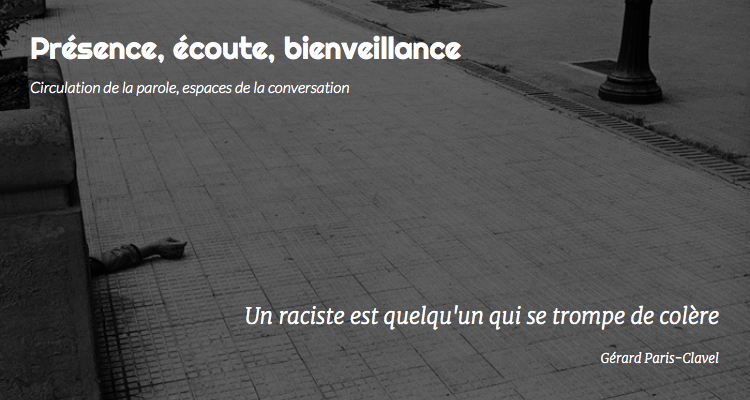 Présence, écoute, bienveillance
Circulation de la parole, espaces de la conversation
Un raciste est quelqu'un qui se trompe de colère
Gérard Paris-Clavel